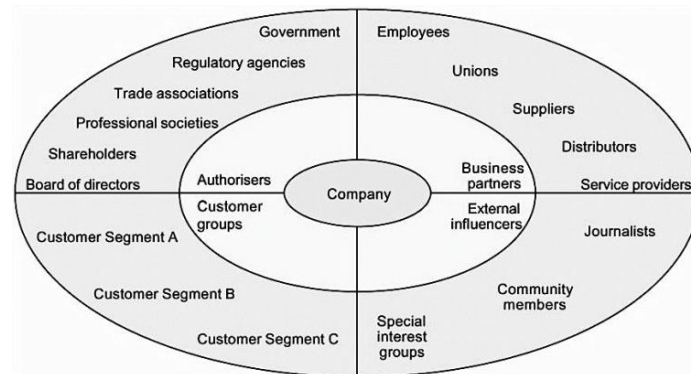 Government
Regulatory agencies
Trade associations
Professional societies
Shareholders
Board of directors
Authorisers
Employees
Unions
Suppliers
Distributors
Service providers
Business
partners
Company
Customer
groups
Customer Segment A
Customer Segment B
Customer Segment C
External
influencers
Journalists
Community
members
Special
interest
groups